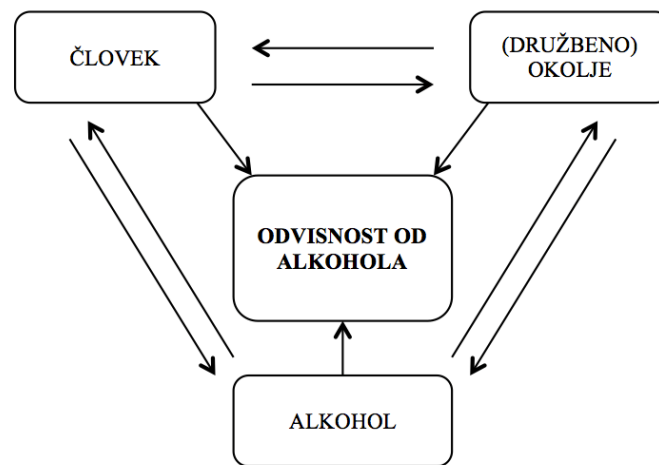 ČLOVEK
(DRUŽBENO)
OKOLJE
ODVISNOST OD
ALKOHOLA
ALKOHOL